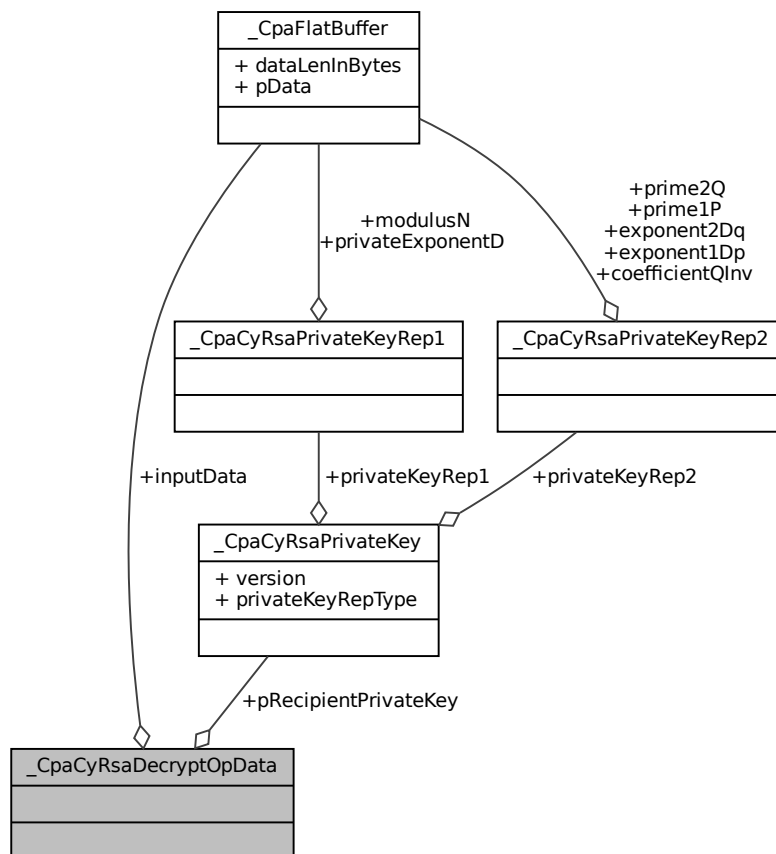 _CpaFlatBuffer
+ dataLenInBytes
+ pData
+prime2Q
+prime1P
+exponent2Dq
+exponent1Dp
+coefficientQInv
+modulusN
+privateExponentD
_CpaCyRsaPrivateKeyRep1
_CpaCyRsaPrivateKeyRep2
+inputData
+privateKeyRep1
+privateKeyRep2
_CpaCyRsaPrivateKey
+ version
+ privateKeyRepType
+pRecipientPrivateKey
_CpaCyRsaDecryptOpData